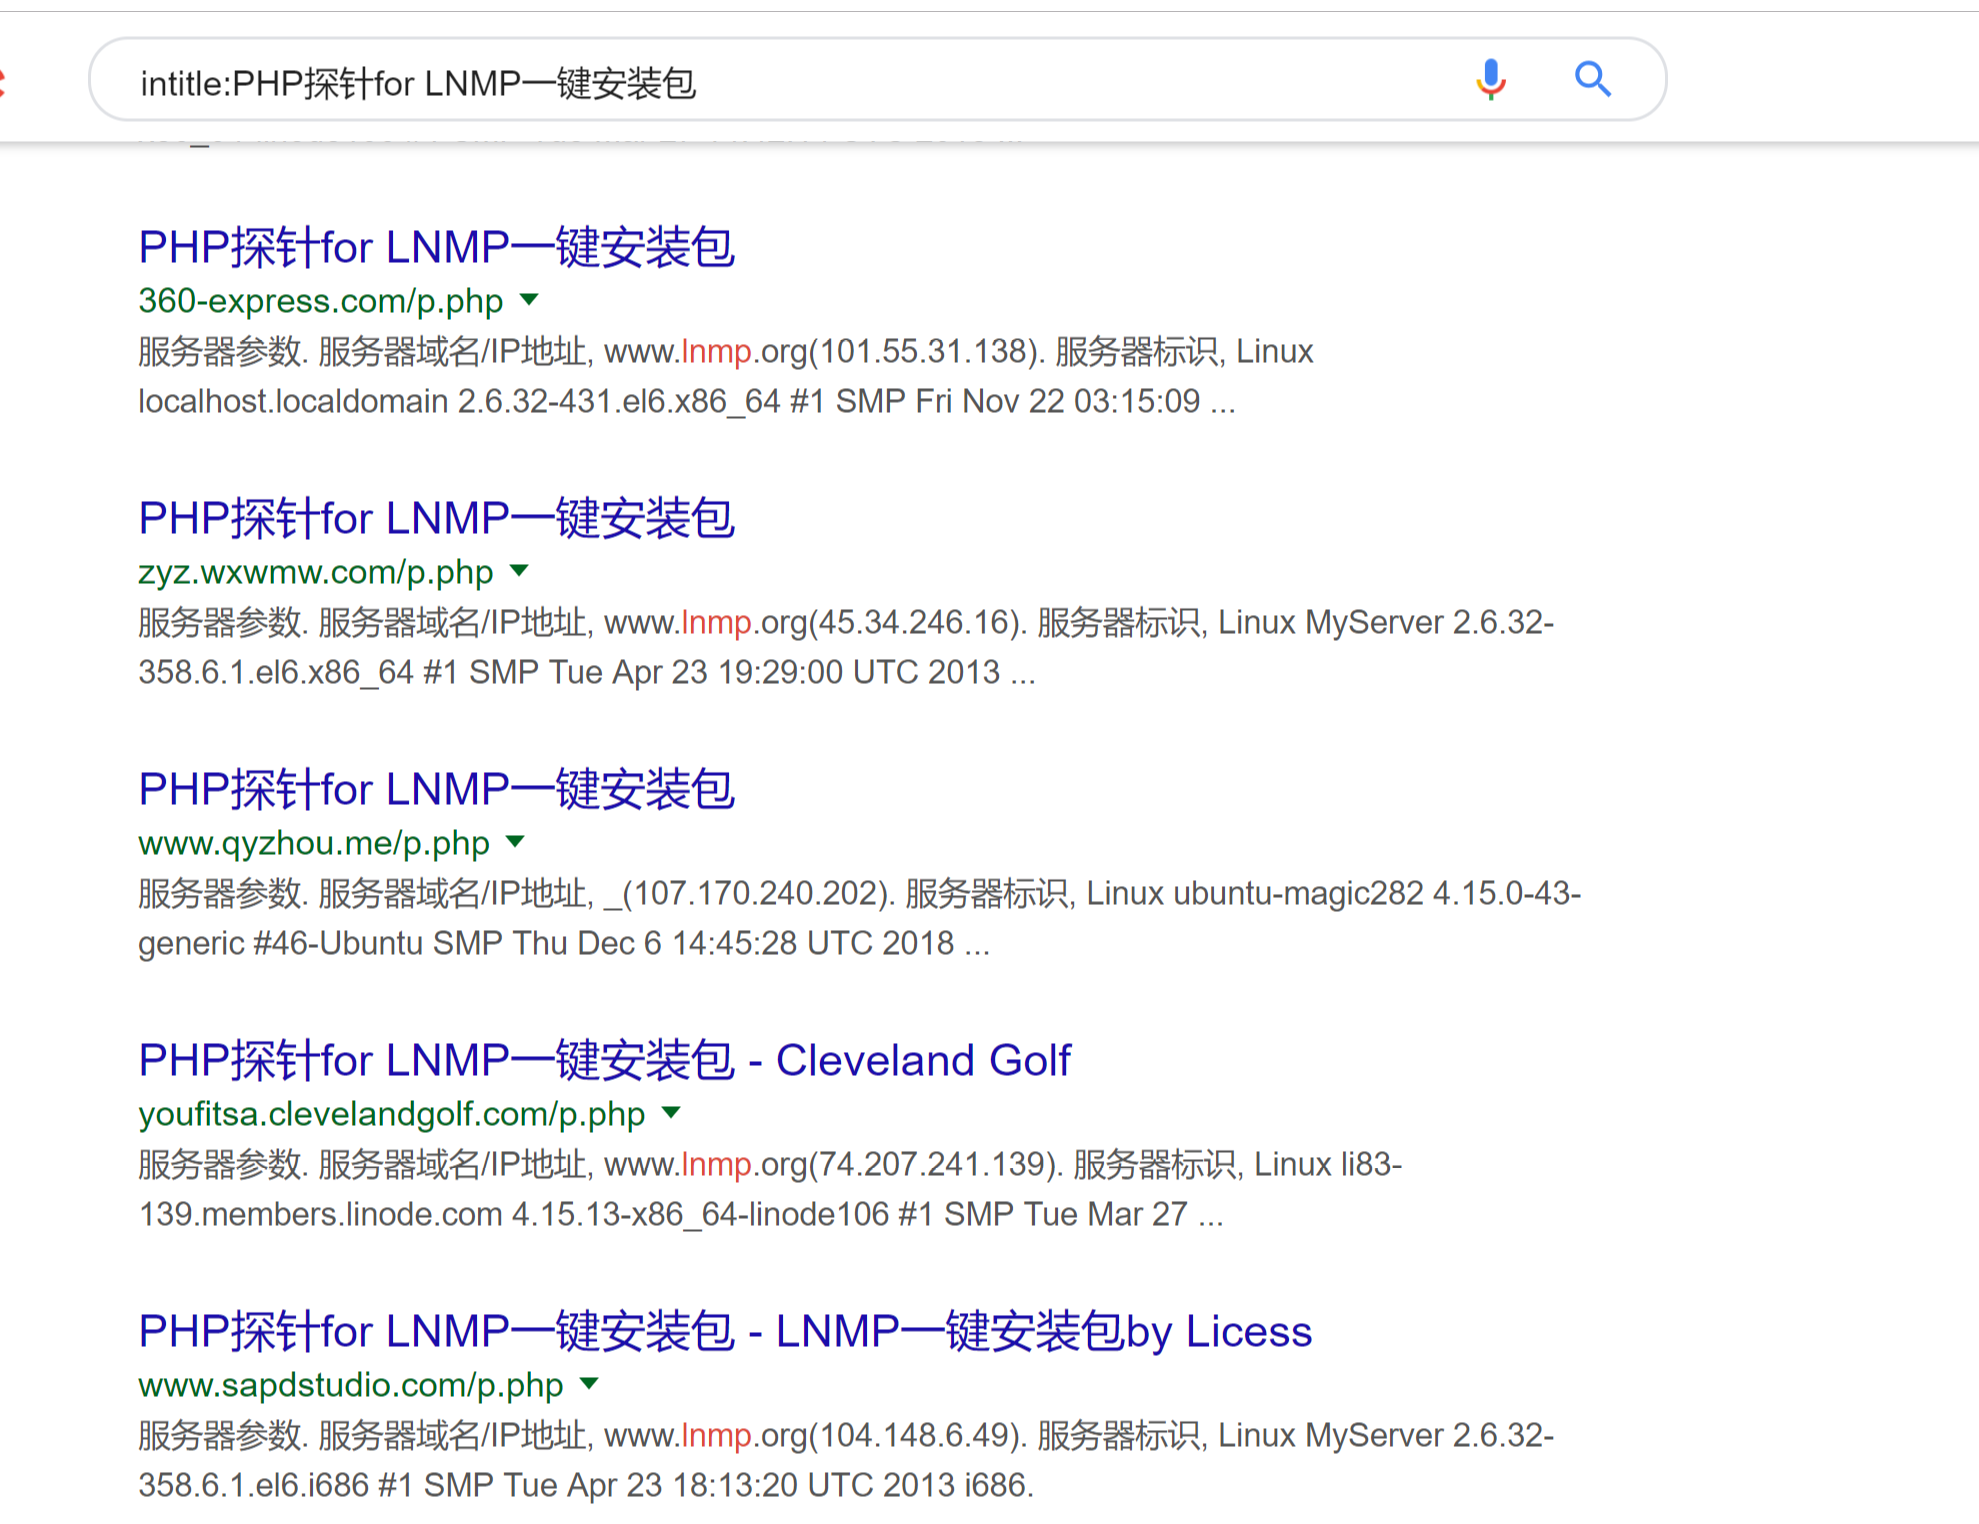 intitle:PHP探针for LNMP一键安装包
PHP探针for LNMP一键安装包
360-express.com/p.php
服务器参数. 服务器域名/IP地址, www.lnmp.org(101.55.31.138). 服务器标识, Linux
localhost.localdomain 2.6.32-431.el6.x86_64 #1 SMP Fri Nov 22 03:15:09 ...
PHP探针for LNMP一键安装包
zyz.wxwmw.com/p.php
服务器参数. 服务器域名/IP地址, www.lnmp.org(45.34.246.16). 服务器标识, Linux MyServer 2.6.32-
358.6.1.el6.x86_64 #1 SMP Tue Apr 23 19:29:00 UTC 2013 ...
PHP探针for LNMP一键安装包
www.qyzhou.me/p.php
服务器参数. 服务器域名/IP地址, _(107.170.240.202). 服务器标识, Linux ubuntu-magic282 4.15.0-43-
generic #46-Ubuntu SMP Thu Dec 6 14:45:28 UTC 2018 ...
PHP探针for LNMP一键安装包 - Cleveland Golf
youfitsa.clevelandgolf.com/p.php
服务器参数. 服务器域名/IP地址, www.lnmp.org(74.207.241.139). 服务器标识, Linux li83-
139.members.linode.com 4.15.13-x86_64-linode106 #1 SMP Tue Mar 27 ...
PHP探针for LNMP一键安装包 - LNMP一键安装包by Licess
www.sapdstudio.com/p.php
服务器参数. 服务器域名/IP地址, www.lnmp.org(104.148.6.49). 服务器标识, Linux MyServer 2.6.32-
358.6.1.el6.i686 #1 SMP Tue Apr 23 18:13:20 UTC 2013 i686.